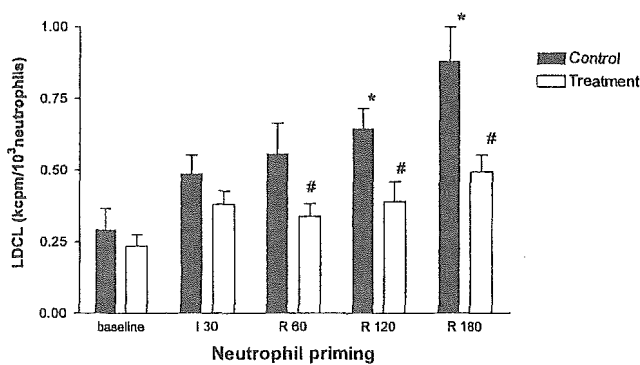 1.00
0.75
0.50
0.25
0.00
LDCL (kcpm/10³neutrophils)
*
*
#
#
#
Control
Treatment
baseline
I 30
R 60
R 120
R 180
Neutrophil priming